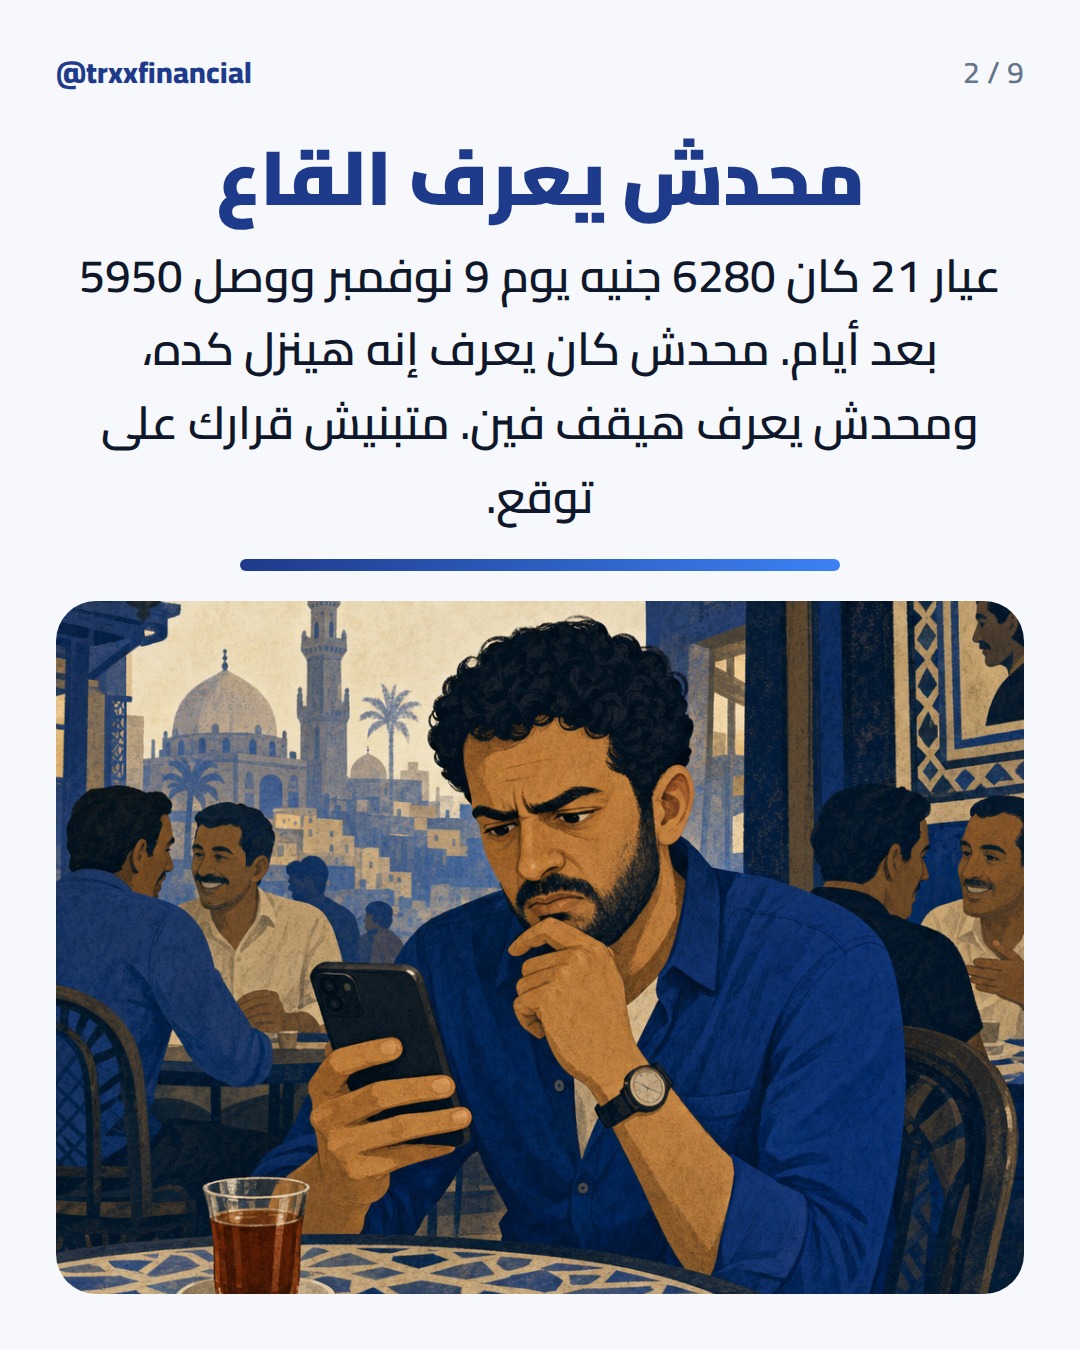 @trxxfinancial
2 / 9
محدش يعرف القاع
عيار 21 كان 6280 جنيه يوم 9 نوفمبر ووصل 5950
بعد أيام. محدش كان يعرف إنه هينزل كده،
ومحدش يعرف هيقف فين. متبنيش قرارك على
توقع.